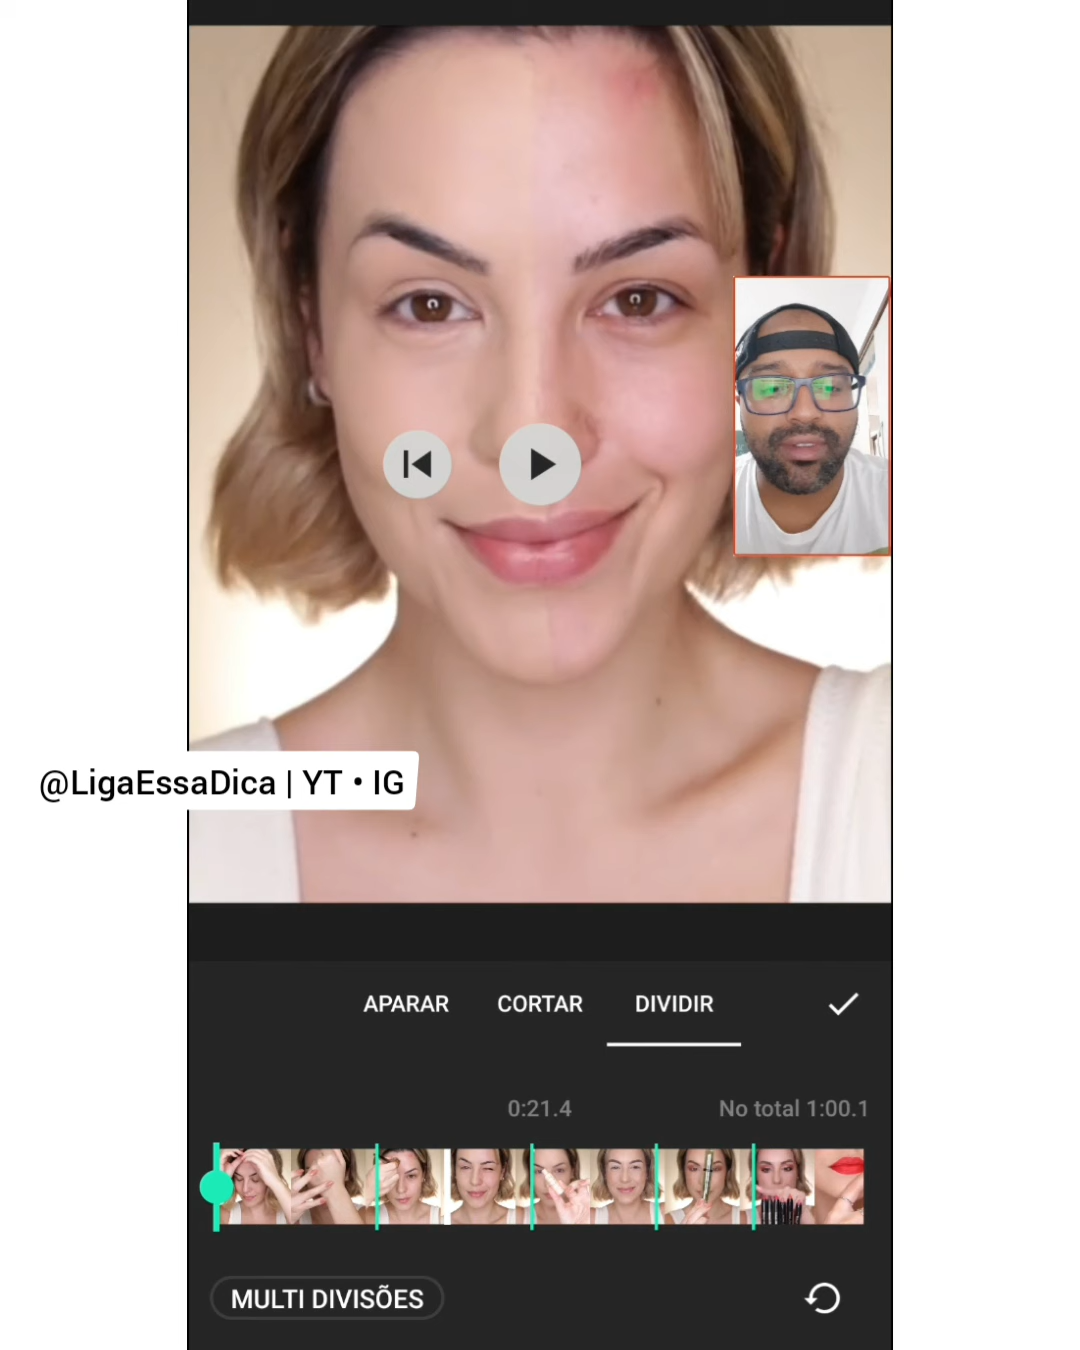 @LigaEssaDica | YT • IG
APARAR CORTAR DIVIDIR
0:21.4 No total 1:00.1
MULTI DIVISÕES